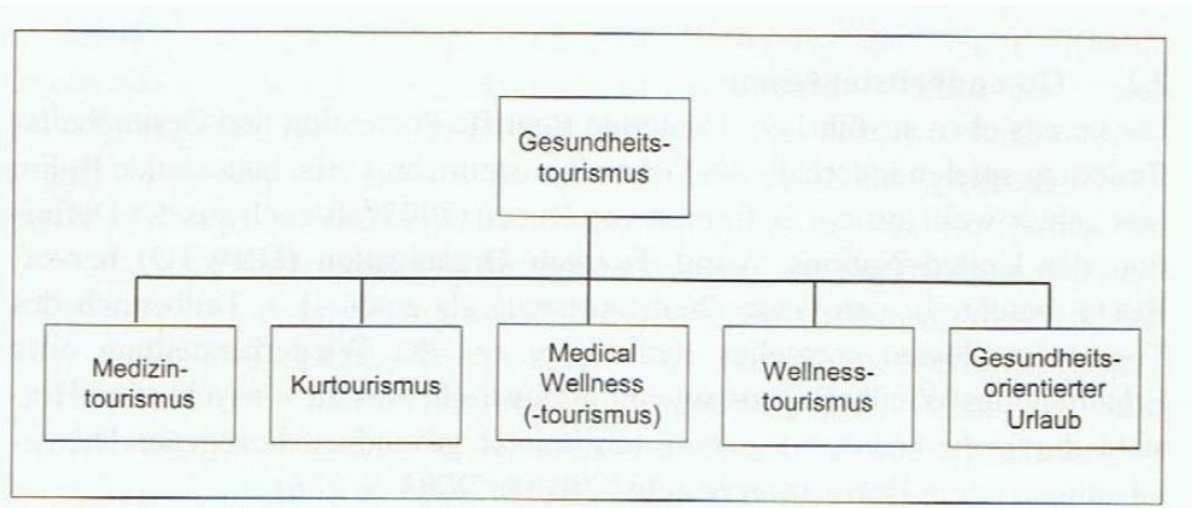 Gesundheits-
tourismus
Medizin-
tourismus
Kurtourismus
Medical
Wellness
(-tourismus)
Wellness-
tourismus
Gesundheits-
orientierter
Urlaub